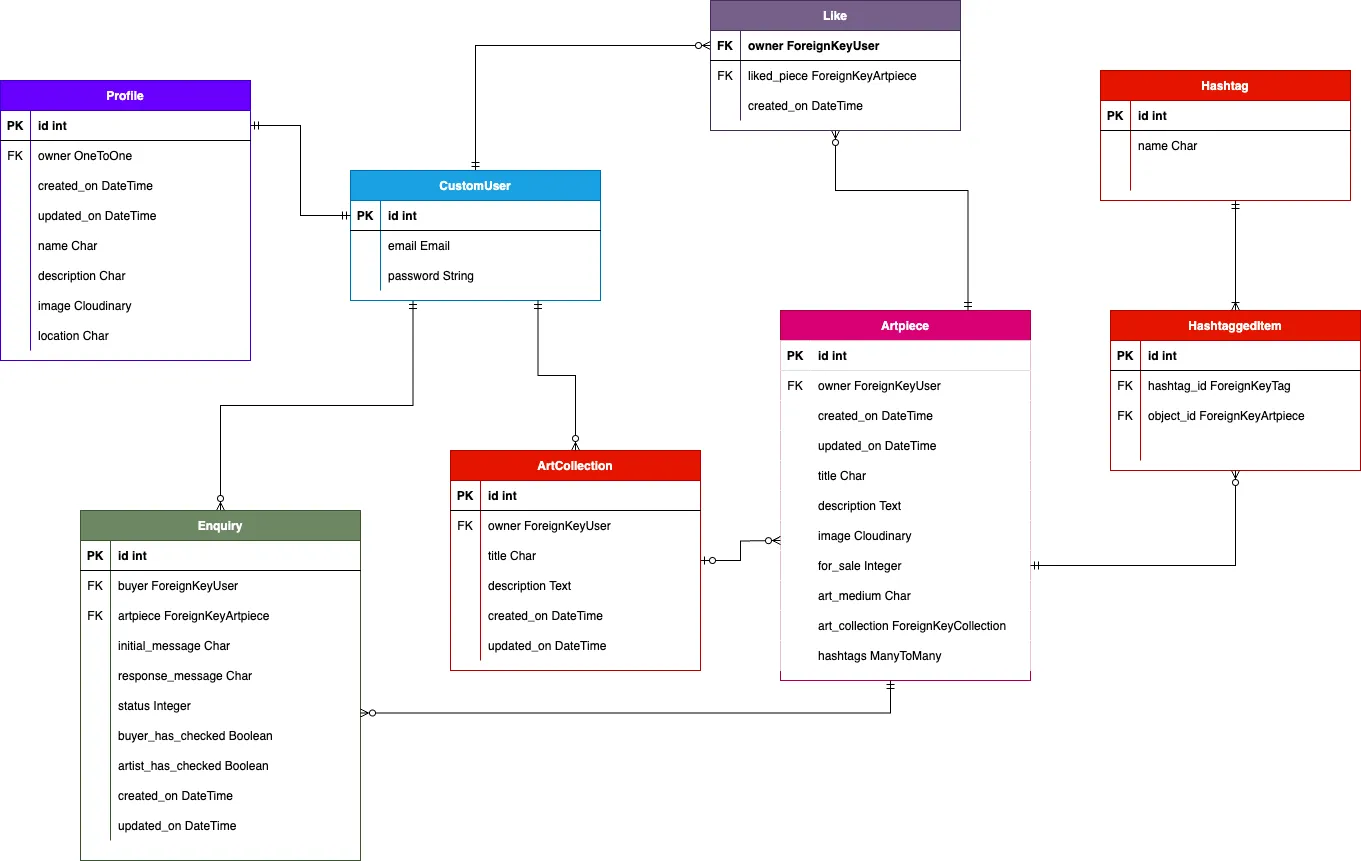 Like
FK owner ForeignKeyUser
FK liked_piece ForeignKeyArtpiece
created_on DateTime
Profile
PK id int
FK owner OneToOne
created_on DateTime
updated_on DateTime
name Char
description Char
image Cloudinary
location Char
Hashtag
PK id int
name Char
CustomUser
PK id int
email Email
password String
Artpiece
PK id int
FK owner ForeignKeyUser
created_on DateTime
updated_on DateTime
title Char
description Text
image Cloudinary
for_sale Integer
art_medium Char
art_collection ForeignKeyCollection
hashtags ManyToMany
HashtaggedItem
PK id int
FK hashtag_id ForeignKeyTag
FK object_id ForeignKeyArtpiece
ArtCollection
PK id int
FK owner ForeignKeyUser
title Char
description Text
created_on DateTime
updated_on DateTime
Enquiry
PK id int
FK buyer ForeignKeyUser
FK artpiece ForeignKeyArtpiece
initial_message Char
response_message Char
status Integer
buyer_has_checked Boolean
artist_has_checked Boolean
created_on DateTime
updated_on DateTime